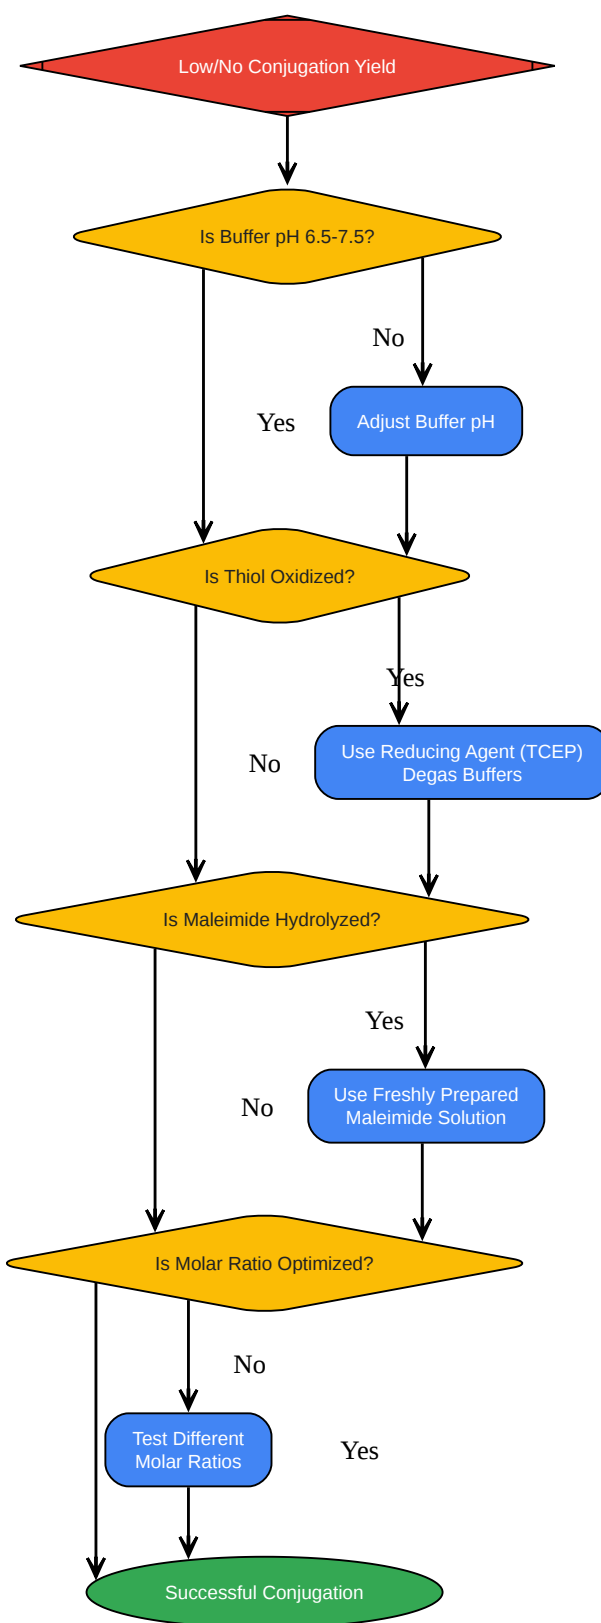 Low/No Conjugation Yield
Is Buffer pH 6.5-7.5?
No
Yes
Adjust Buffer pH
Is Thiol Oxidized?
Yes
No
Use Reducing Agent (TCEP)
Degas Buffers
Is Maleimide Hydrolyzed?
Yes
No
Use Freshly Prepared
Maleimide Solution
Is Molar Ratio Optimized?
No
Test Different
Molar Ratios
Yes
Successful Conjugation